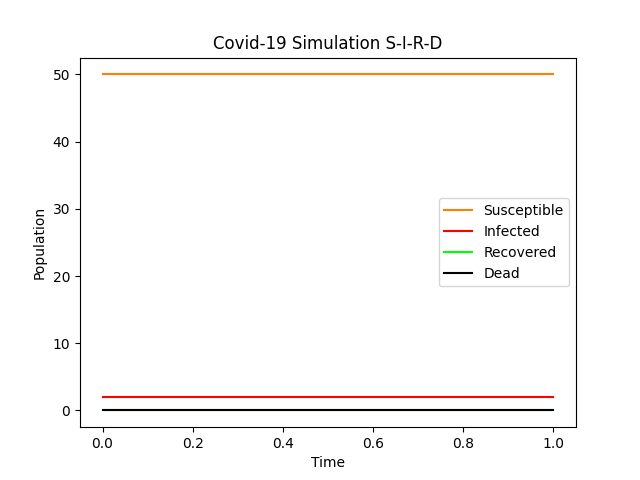 Covid-19 Simulation S-I-R-D
50
40
30
20
10
0
Population
Susceptible
Infected
Recovered
Dead
0.0 0.2 0.4 0.6 0.8 1.0
Time